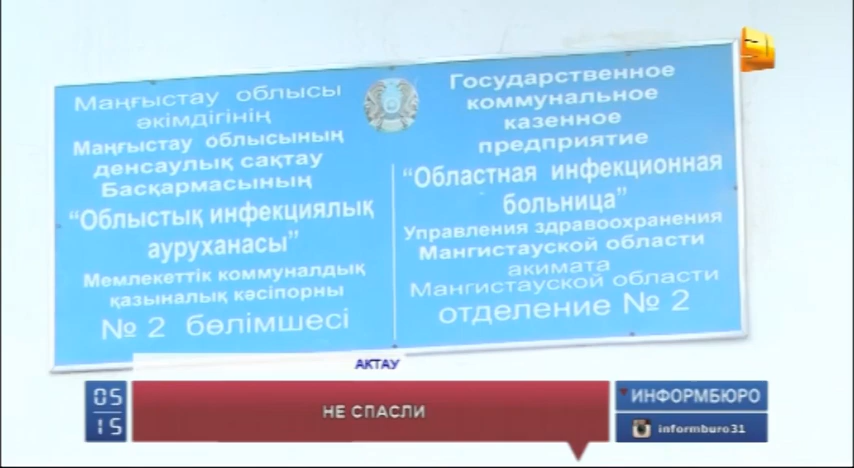 Маңғыстау облысы
әкімдігінің
Маңғыстау облысының
денсаулық сақтау
Басқармасының
“Облыстық инфекциялық
ауруханасы”
Мемлекеттік коммуналдық
қазыналық кәсіпорны
№ 2 бөлімшесі
Государственное
коммунальное
казенное
предприятие
“Областная инфекционная
больница”
Управления здравоохранения
Мангистауской области
акимата
Мангистауской области
отделение № 2
АКТАУ
05
15
НЕ СПАСЛИ
ИНФОРМБЮРО
informburo31